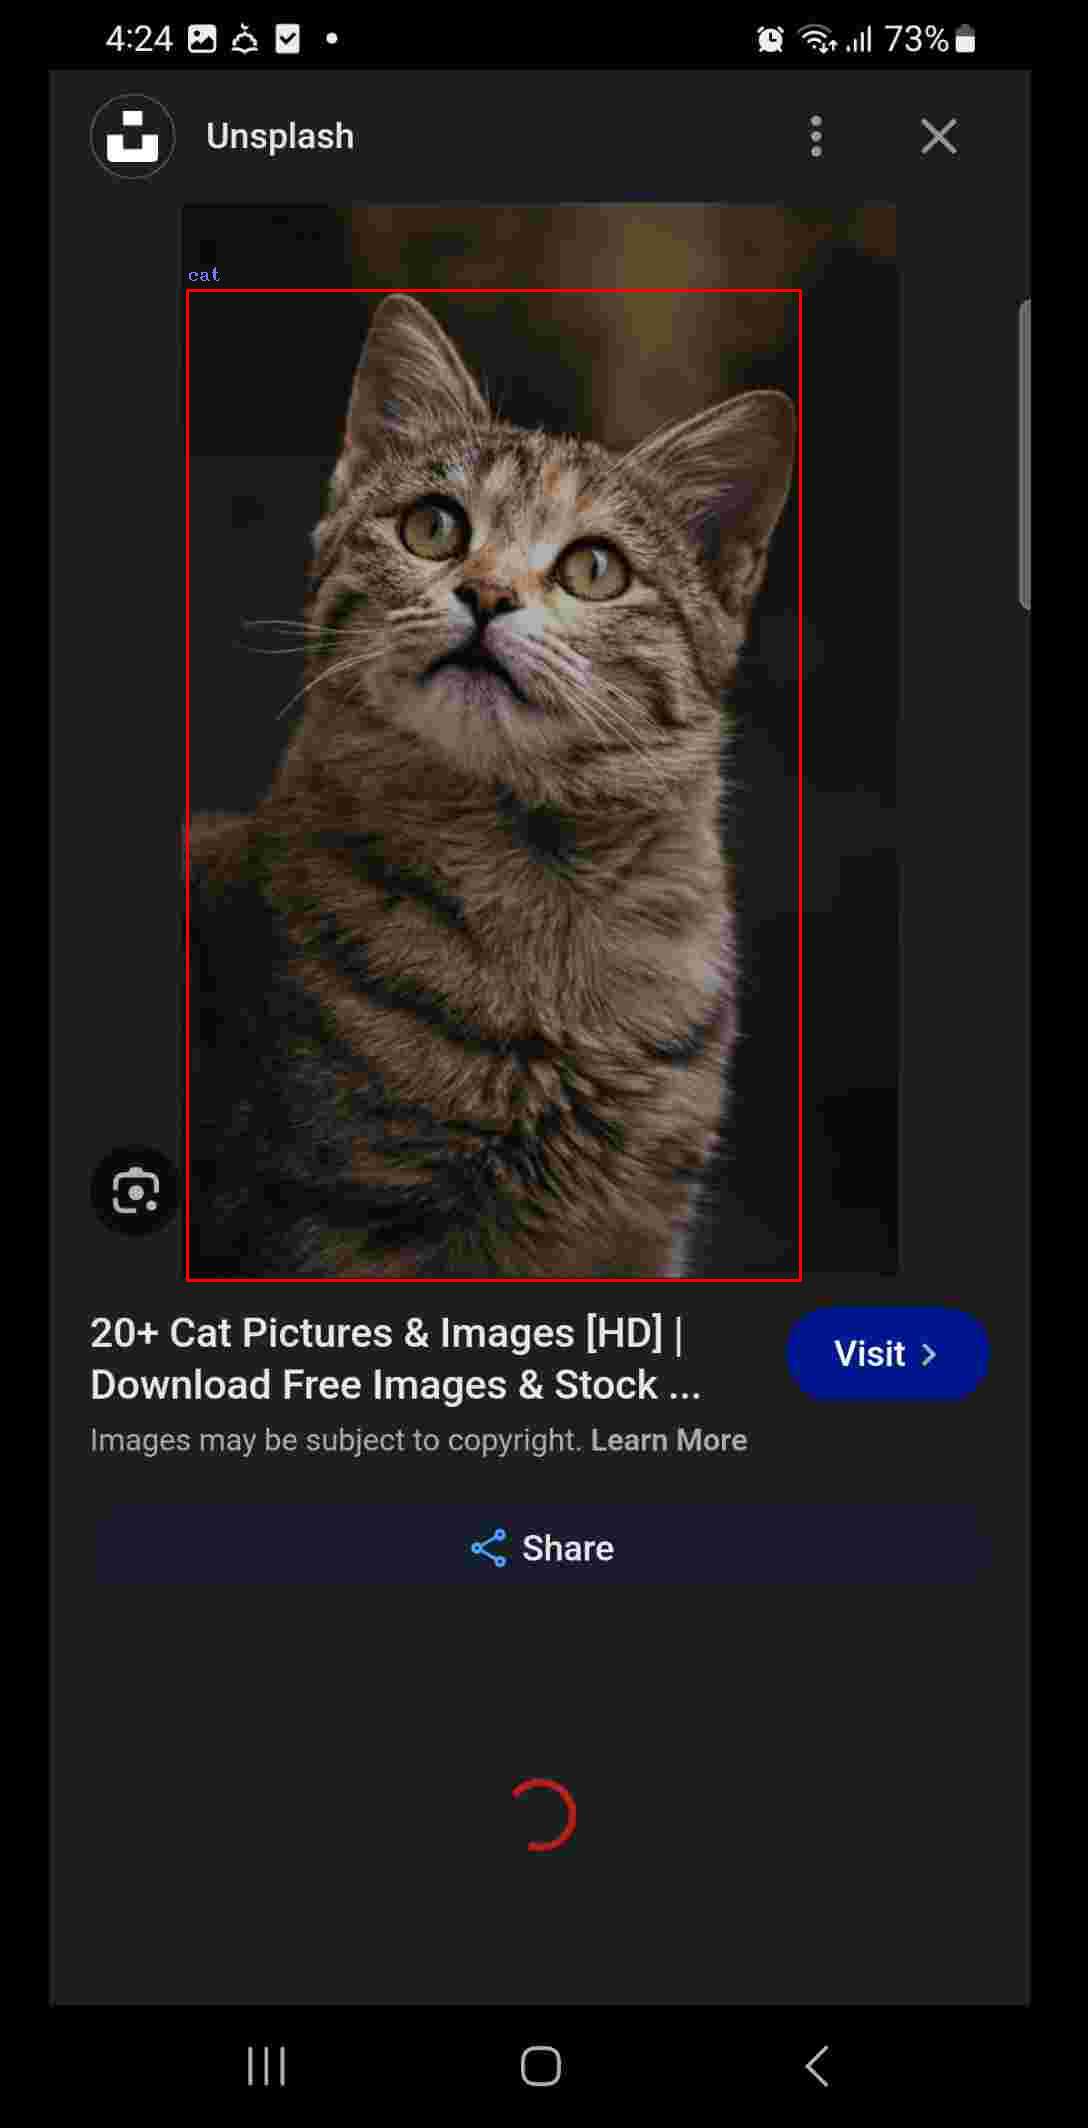 4:24 73%
Unsplash
cat
20+ Cat Pictures & Images [HD] |
Download Free Images & Stock ...
Visit
Images may be subject to copyright. Learn More
Share